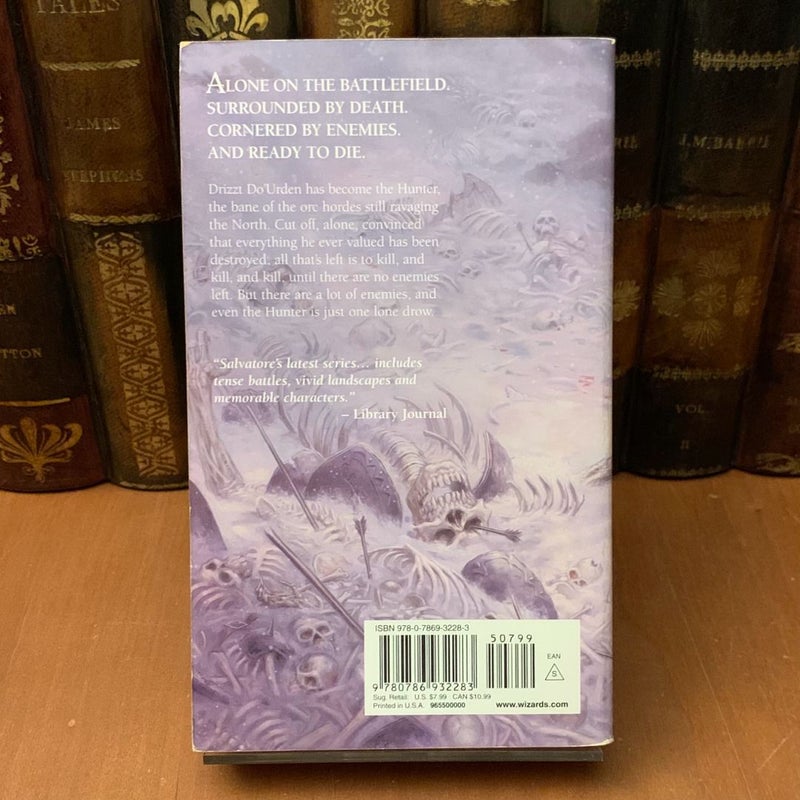 TALES
JAMES
STEPHENS
J.M. BARRIE
VOL.
II
ALONE ON THE BATTLEFIELD.
SURROUNDED BY DEATH.
CORNERED BY ENEMIES.
AND READY TO DIE.
Drizzt Do'Urden has become the Hunter,
the bane of the orc hordes still ravaging
the North. Cut off, alone, convinced
that everything he ever valued has been
destroyed, all that's left is to kill, and
kill, and kill, until there are no enemies
left. But there are a lot of enemies, and
even the Hunter is just one lone drow.
“Salvatore's latest series... includes
tense battles, vivid landscapes and
memorable characters.”
– Library Journal
ISBN 978-0-7869-3228-3
50799
EAN
S
9 780786 932283
Sug. Retail: U.S. $7.99 CAN $10.99
Printed in U.S.A. 965500000
www.wizards.com